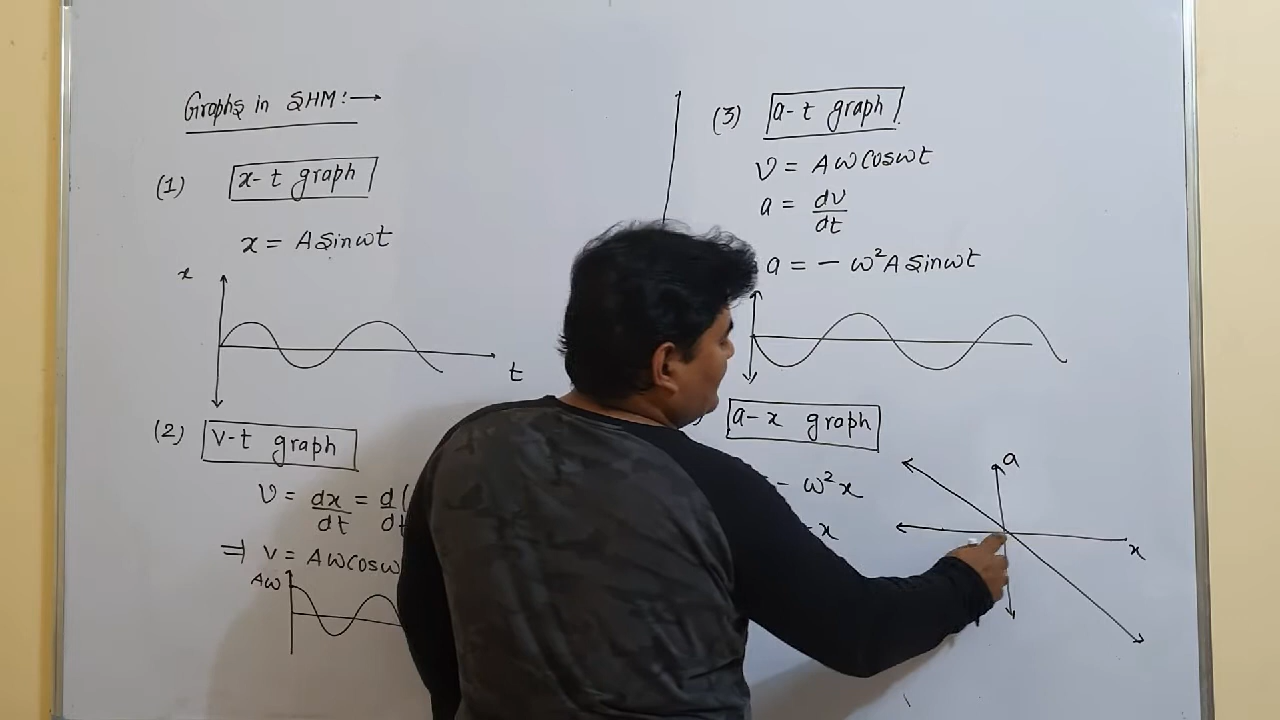 Graphs in SHM:→
(1) x-t graph
x = A sinωt
x
t
(2) v-t graph
v = dx/dt = d/dt (
⇒ v = Aωcosω
Aω
(3) a-t graph
v = Aωcosωt
a = dv/dt
a = - ω²A sinωt
) a-x graph
- ω²x
-x
a
x